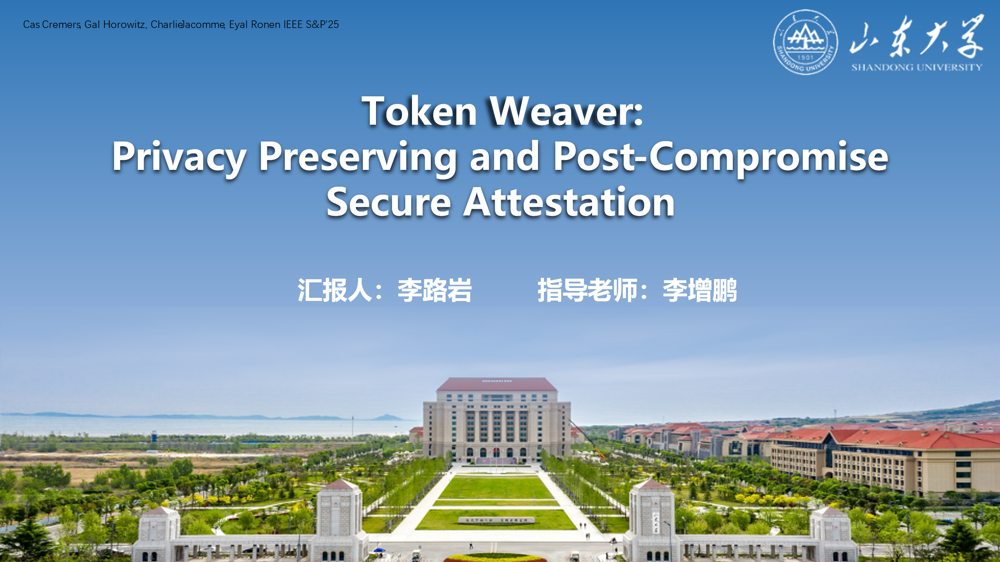 Cas Cremers, Gal Horowitz, Charlie Jacomme, Eyal Ronen IEEE S&P’25
山东大学
SHANDONG UNIVERSITY
1901
SHANDONG UNIVERSITY
Token Weaver:
Privacy Preserving and Post-Compromise
Secure Attestation
汇报人：李路岩 指导老师：李增鹏